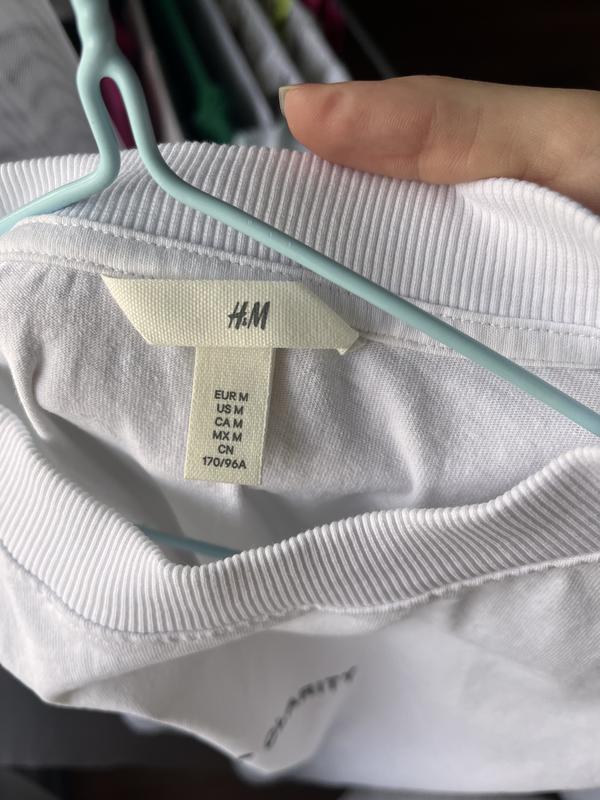 H&M
EUR M
US M
CA M
MX M
CN
170/96A
CLARITY